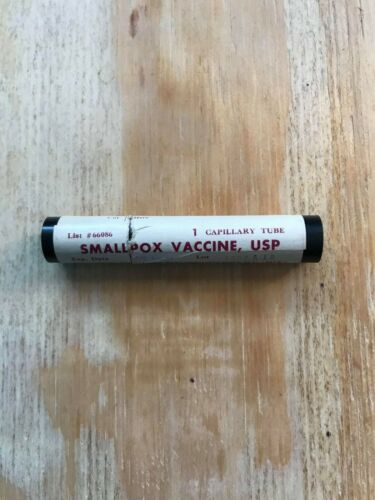 List #66086 1 CAPILLARY TUBE
SMALLPOX VACCINE, USP
Exp. Date Lot